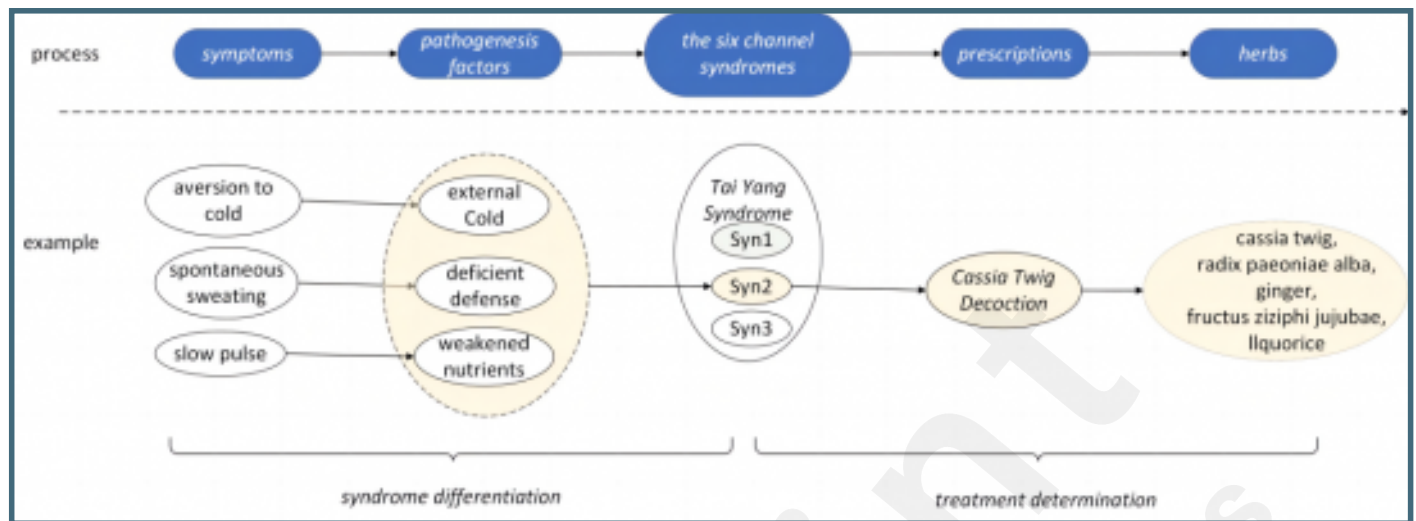 process
symptoms
pathogenesis
factors
the six channel
syndromes
prescriptions
herbs
example
aversion to
cold
spontaneous
sweating
slow pulse
external
Cold
deficient
defense
weakened
nutrients
Tai Yang
Syndrome
Syn1
Syn2
Syn3
Cassia Twig
Decoction
cassia twig,
radix paeoniae alba,
ginger,
fructus ziziphi jujubae,
llquorice
syndrome differentiation
treatment determination